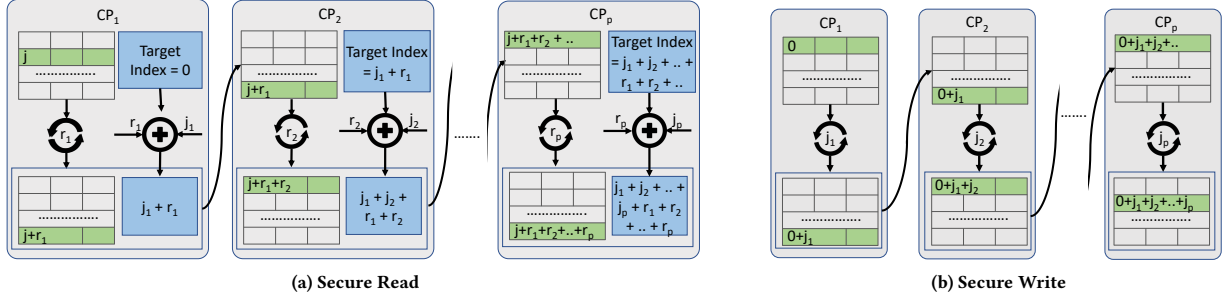 CP1
j
Target
Index = 0
r1
r1
j1
j+r1
j1 + r1
CP2
j+r1
Target Index
= j1 + r1
r2
r2
j2
j+r1+r2
j1 + j2 +
r1 + r2
........
CPp
j+r1+r2 + ..
Target Index
= j1 + j2 + .. +
r1 + r2 + ..
rp
rp
jp
j+r1+r2+..+rp
j1 + j2 + .. +
jp + r1 + r2
+ .. + rp
(a) Secure Read
CP1
0
j1
0+j1
CP2
0+j1
j2
0+j1+j2
........
CPp
0+j1+j2+..
jp
0+j1+j2+..+jp
(b) Secure Write